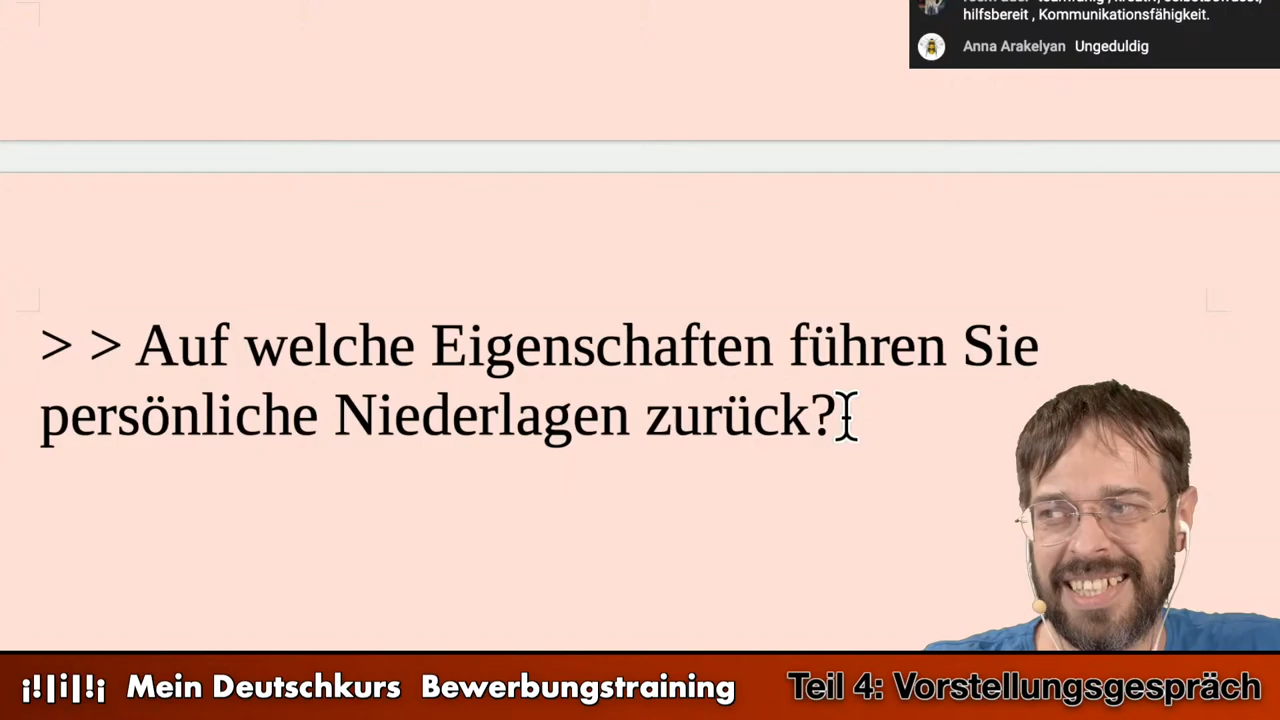 hilfsbereit , Kommunikationsfähigkeit.
Anna Arakelyan Ungeduldig
> > Auf welche Eigenschaften führen Sie
persönliche Niederlagen zurück?
Mein Deutschkurs Bewerbungstraining
Teil 4: Vorstellungsgespräch